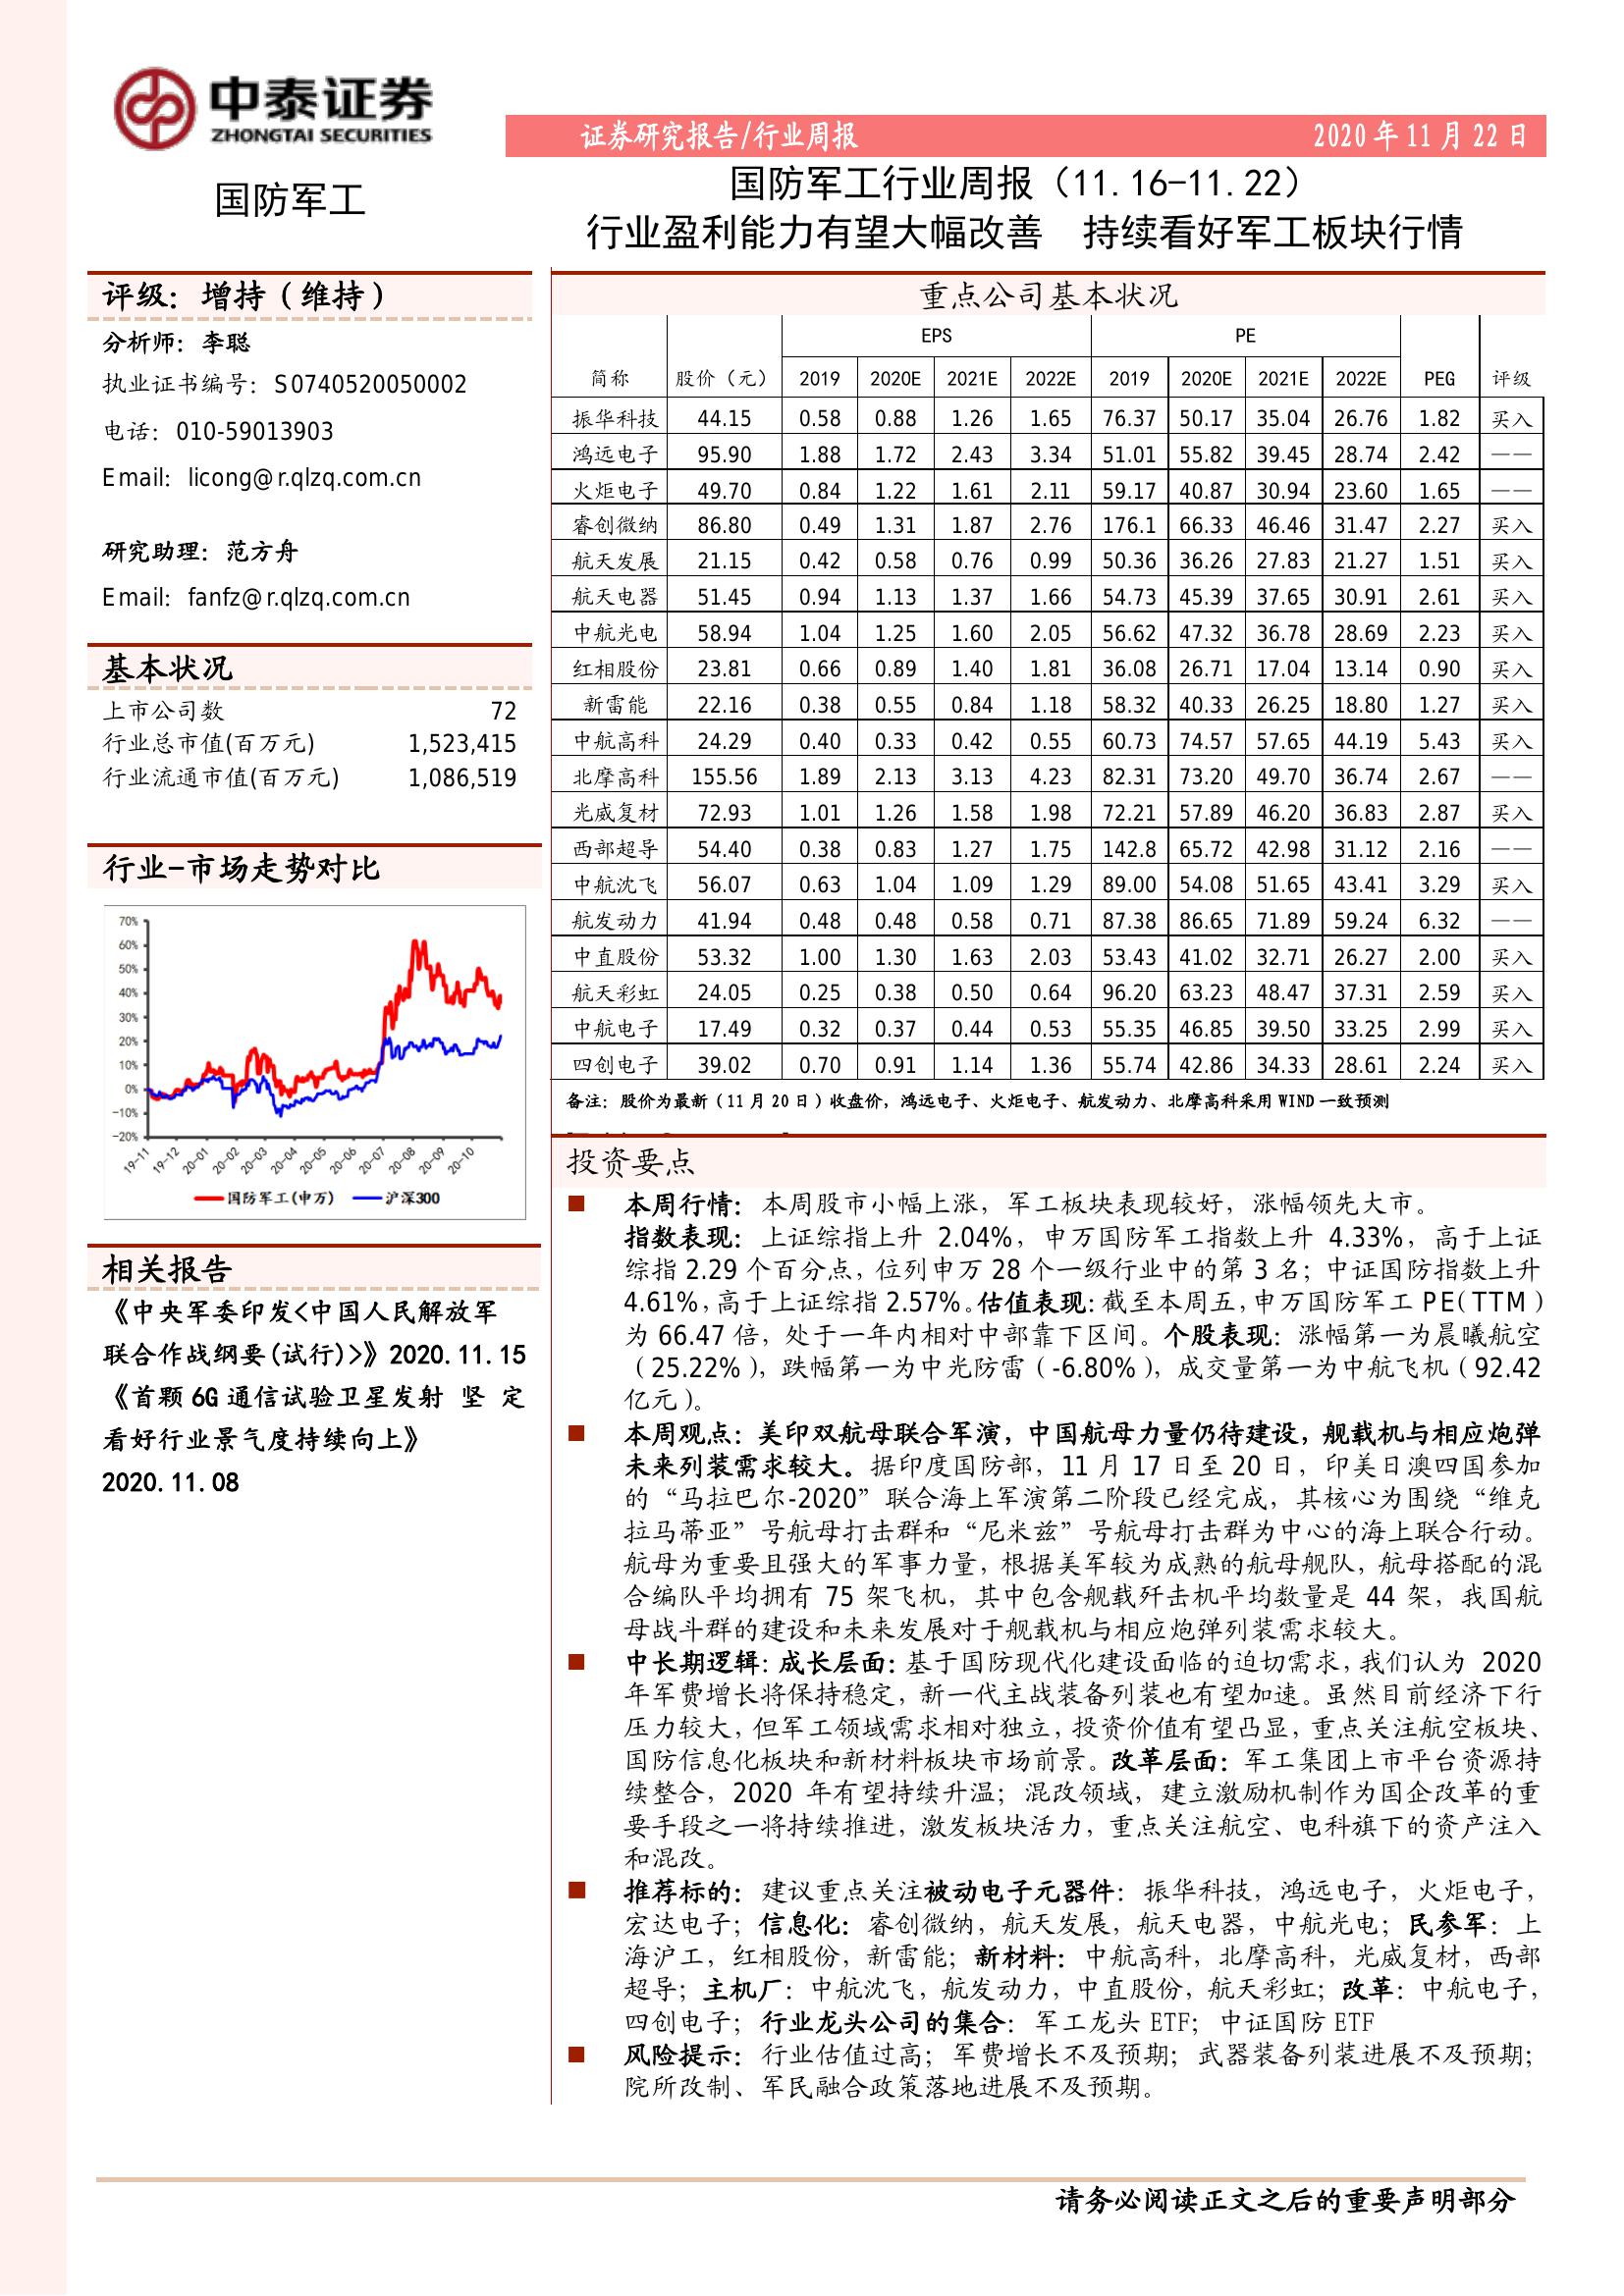 中泰证券
ZHONGTAI SECURITIES
证券研究报告/行业周报 2020年11月22日
国防军工
国防军工行业周报（11.16-11.22）
行业盈利能力有望大幅改善 持续看好军工板块行情
评级：增持（维持）
分析师：李聪
执业证书编号：S0740520050002
电话：010-59013903
Email：licong@r.qlzq.com.cn
研究助理：范方舟
Email：fanfz@r.qlzq.com.cn
基本状况
上市公司数 72
行业总市值(百万元) 1,523,415
行业流通市值(百万元) 1,086,519
行业-市场走势对比
70%
60%
50%
40%
30%
20%
10%
0%
-10%
-20%
19-11 19-12 20-01 20-02 20-03 20-04 20-05 20-06 20-07 20-08 20-09 20-10
国防军工(申万) 沪深300
相关报告
《中央军委印发<中国人民解放军
联合作战纲要(试行)>》2020.11.15
《首颗6G通信试验卫星发射 坚 定
看好行业景气度持续向上》
2020.11.08
重点公司基本状况
EPS PE
简称 股价（元） 2019 2020E 2021E 2022E 2019 2020E 2021E 2022E PEG 评级
振华科技 44.15 0.58 0.88 1.26 1.65 76.37 50.17 35.04 26.76 1.82 买入
鸿远电子 95.90 1.88 1.72 2.43 3.34 51.01 55.82 39.45 28.74 2.42 ——
火炬电子 49.70 0.84 1.22 1.61 2.11 59.17 40.87 30.94 23.60 1.65 ——
睿创微纳 86.80 0.49 1.31 1.87 2.76 176.1 66.33 46.46 31.47 2.27 买入
航天发展 21.15 0.42 0.58 0.76 0.99 50.36 36.26 27.83 21.27 1.51 买入
航天电器 51.45 0.94 1.13 1.37 1.66 54.73 45.39 37.65 30.91 2.61 买入
中航光电 58.94 1.04 1.25 1.60 2.05 56.62 47.32 36.78 28.69 2.23 买入
红相股份 23.81 0.66 0.89 1.40 1.81 36.08 26.71 17.04 13.14 0.90 买入
新雷能 22.16 0.38 0.55 0.84 1.18 58.32 40.33 26.25 18.80 1.27 买入
中航高科 24.29 0.40 0.33 0.42 0.55 60.73 74.57 57.65 44.19 5.43 买入
北摩高科 155.56 1.89 2.13 3.13 4.23 82.31 73.20 49.70 36.74 2.67 ——
光威复材 72.93 1.01 1.26 1.58 1.98 72.21 57.89 46.20 36.83 2.87 买入
西部超导 54.40 0.38 0.83 1.27 1.75 142.8 65.72 42.98 31.12 2.16 ——
中航沈飞 56.07 0.63 1.04 1.09 1.29 89.00 54.08 51.65 43.41 3.29 买入
航发动力 41.94 0.48 0.48 0.58 0.71 87.38 86.65 71.89 59.24 6.32 ——
中直股份 53.32 1.00 1.30 1.63 2.03 53.43 41.02 32.71 26.27 2.00 买入
航天彩虹 24.05 0.25 0.38 0.50 0.64 96.20 63.23 48.47 37.31 2.59 买入
中航电子 17.49 0.32 0.37 0.44 0.53 55.35 46.85 39.50 33.25 2.99 买入
四创电子 39.02 0.70 0.91 1.14 1.36 55.74 42.86 34.33 28.61 2.24 买入
备注：股价为最新（11月20日）收盘价，鸿远电子、火炬电子、航发动力、北摩高科采用WIND一致预测
投资要点
■ 本周行情：本周股市小幅上涨，军工板块表现较好，涨幅领先大市。
指数表现：上证综指上升 2.04%，申万国防军工指数上升 4.33%，高于上证
综指2.29个百分点，位列申万28个一级行业中的第3名；中证国防指数上升
4.61%，高于上证综指2.57%。估值表现：截至本周五，申万国防军工PE(TTM)
为66.47倍，处于一年内相对中部靠下区间。个股表现：涨幅第一为晨曦航空
（25.22%），跌幅第一为中光防雷（-6.80%），成交量第一为中航飞机（92.42
亿元）。
■ 本周观点：美印双航母联合军演，中国航母力量仍待建设，舰载机与相应炮弹
未来列装需求较大。据印度国防部，11月17日至20日，印美日澳四国参加
的“马拉巴尔-2020”联合海上军演第二阶段已经完成，其核心为围绕“维克
拉马蒂亚”号航母打击群和“尼米兹”号航母打击群为中心的海上联合行动。
航母为重要且强大的军事力量，根据美军较为成熟的航母舰队，航母搭配的混
合编队平均拥有 75 架飞机，其中包含舰载歼击机平均数量是 44 架，我国航
母战斗群的建设和未来发展对于舰载机与相应炮弹列装需求较大。
■ 中长期逻辑：成长层面：基于国防现代化建设面临的迫切需求，我们认为 2020
年军费增长将保持稳定，新一代主战装备列装也有望加速。虽然目前经济下行
压力较大，但军工领域需求相对独立，投资价值有望凸显，重点关注航空板块、
国防信息化板块和新材料板块市场前景。改革层面：军工集团上市平台资源持
续整合，2020 年有望持续升温；混改领域，建立激励机制作为国企改革的重
要手段之一将持续推进，激发板块活力，重点关注航空、电科旗下的资产注入
和混改。
■ 推荐标的：建议重点关注被动电子元器件：振华科技，鸿远电子，火炬电子，
宏达电子；信息化：睿创微纳，航天发展，航天电器，中航光电；民参军：上
海沪工，红相股份，新雷能；新材料：中航高科，北摩高科，光威复材，西部
超导；主机厂：中航沈飞，航发动力，中直股份，航天彩虹；改革：中航电子，
四创电子；行业龙头公司的集合：军工龙头ETF；中证国防ETF
■ 风险提示：行业估值过高；军费增长不及预期；武器装备列装进展不及预期；
院所改制、军民融合政策落地进展不及预期。
请务必阅读正文之后的重要声明部分